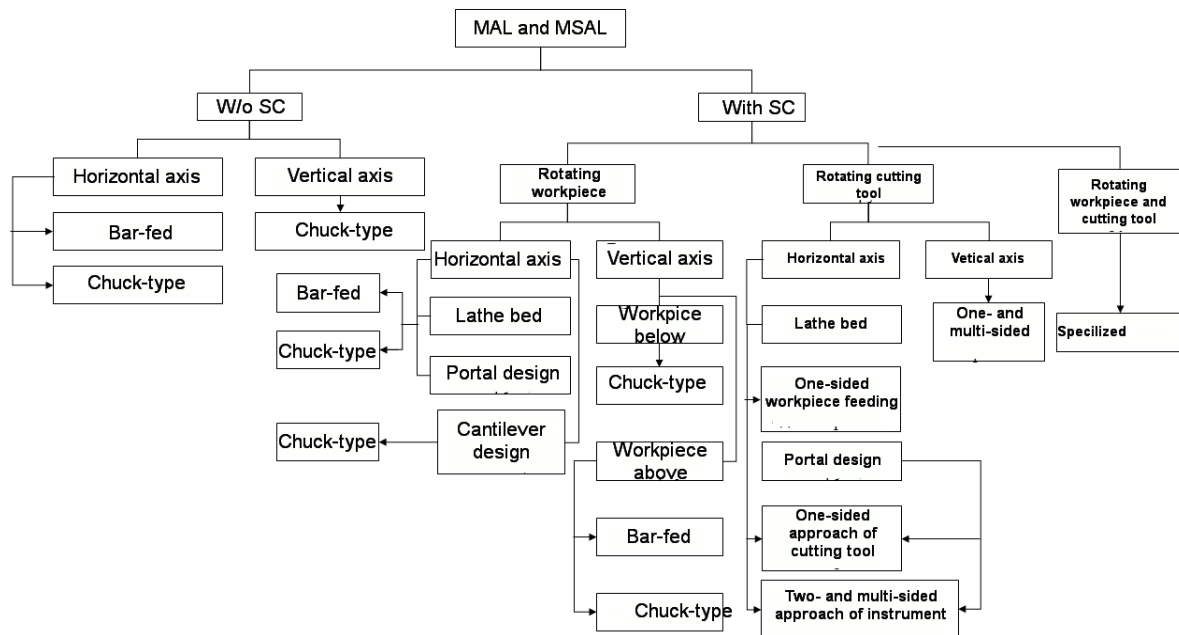 MAL and MSAL
W/o SC
With SC
Horizontal axis
Vertical axis
Rotating
workpiece
Rotating cutting
tool
Rotating
workpiece and
cutting tool
Bar-fed
Chuck-type
Chuck-type
Horizontal axis
Vertical axis
Horizontal axis
Vetical axis
Bar-fed
Lathe bed
Chuck-type
Portal design
Workpice
below
Chuck-type
Lathe bed
One- and
multi-sided
Specilized
One-sided
workpiece feeding
Chuck-type
Cantilever
design
Workpiece
above
Portal design
Bar-fed
One-sided
approach of
cutting tool
Chuck-type
Two- and multi-sided
approach of instrument